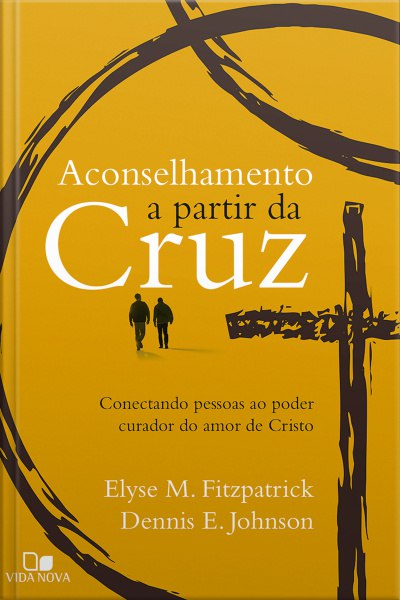 Aconselhamento
a partir da
Cruz
Conectando pessoas ao poder
curador do amor de Cristo
Elyse M. Fitzpatrick
Dennis E. Johnson
VIDA NOVA